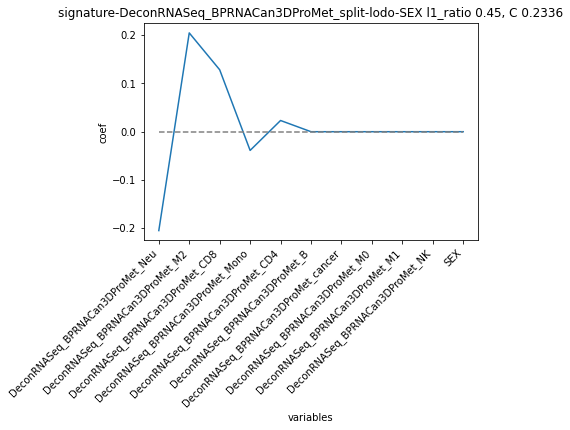 signature-DeconRNASeq_BPRNACan3DProMet_split-lodo-SEX l1_ratio 0.45, C 0.2336
0.2
0.1
0.0
−0.1
−0.2
coef
DeconRNASeq_BPRNACan3DProMet_Neu
DeconRNASeq_BPRNACan3DProMet_M2
DeconRNASeq_BPRNACan3DProMet_CD8
DeconRNASeq_BPRNACan3DProMet_Mono
DeconRNASeq_BPRNACan3DProMet_CD4
DeconRNASeq_BPRNACan3DProMet_B
DeconRNASeq_BPRNACan3DProMet_cancer
DeconRNASeq_BPRNACan3DProMet_M0
DeconRNASeq_BPRNACan3DProMet_M1
DeconRNASeq_BPRNACan3DProMet_NK
SEX
variables